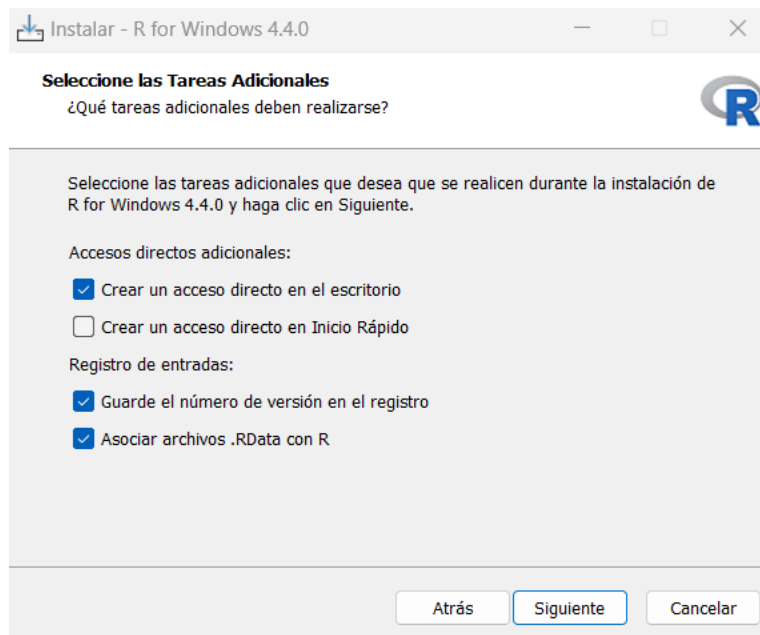 Instalar - R for Windows 4.4.0
Seleccione las Tareas Adicionales
¿Qué tareas adicionales deben realizarse?
R
Seleccione las tareas adicionales que desea que se realicen durante la instalación de
R for Windows 4.4.0 y haga clic en Siguiente.
Accesos directos adicionales:
Crear un acceso directo en el escritorio
Crear un acceso directo en Inicio Rápido
Registro de entradas:
Guarde el número de versión en el registro
Asociar archivos .RData con R
Atrás Siguiente Cancelar